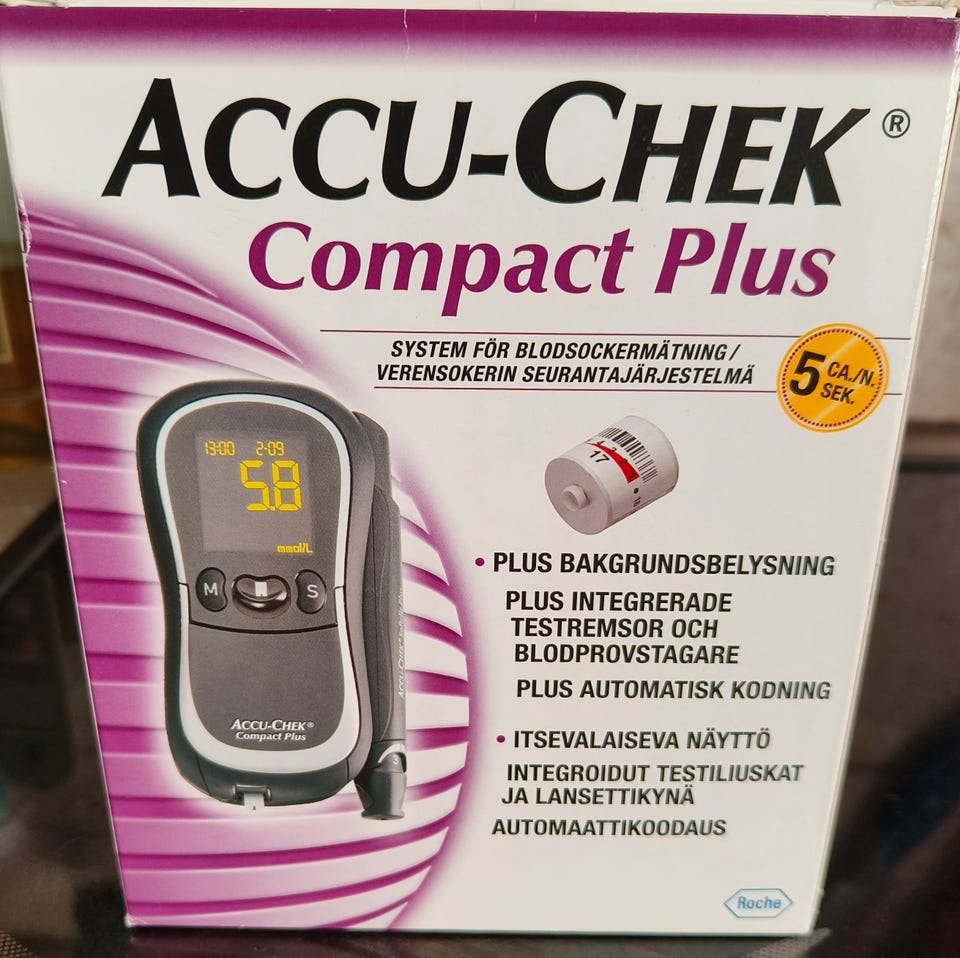 ACCU-CHEK®
Compact Plus
SYSTEM FÖR BLODSOCKERMÄTNING/
VERENSOKERIN SEURANTAJÄRJESTELMÄ
5 CA./N.
SEK.
13:00 2-09
5.8
mmol/L
M S
ACCU-CHEK®
Compact Plus
17
• PLUS BAKGRUNDSBELYSNING
PLUS INTEGRERADE
TESTREMSOR OCH
BLODPROVSTAGARE
PLUS AUTOMATISK KODNING
• ITSEVALAISEVA NÄYTTÖ
INTEGROIDUT TESTILIUSKAT
JA LANSETTIKYNÄ
AUTOMAATTIKOODAUS
Roche